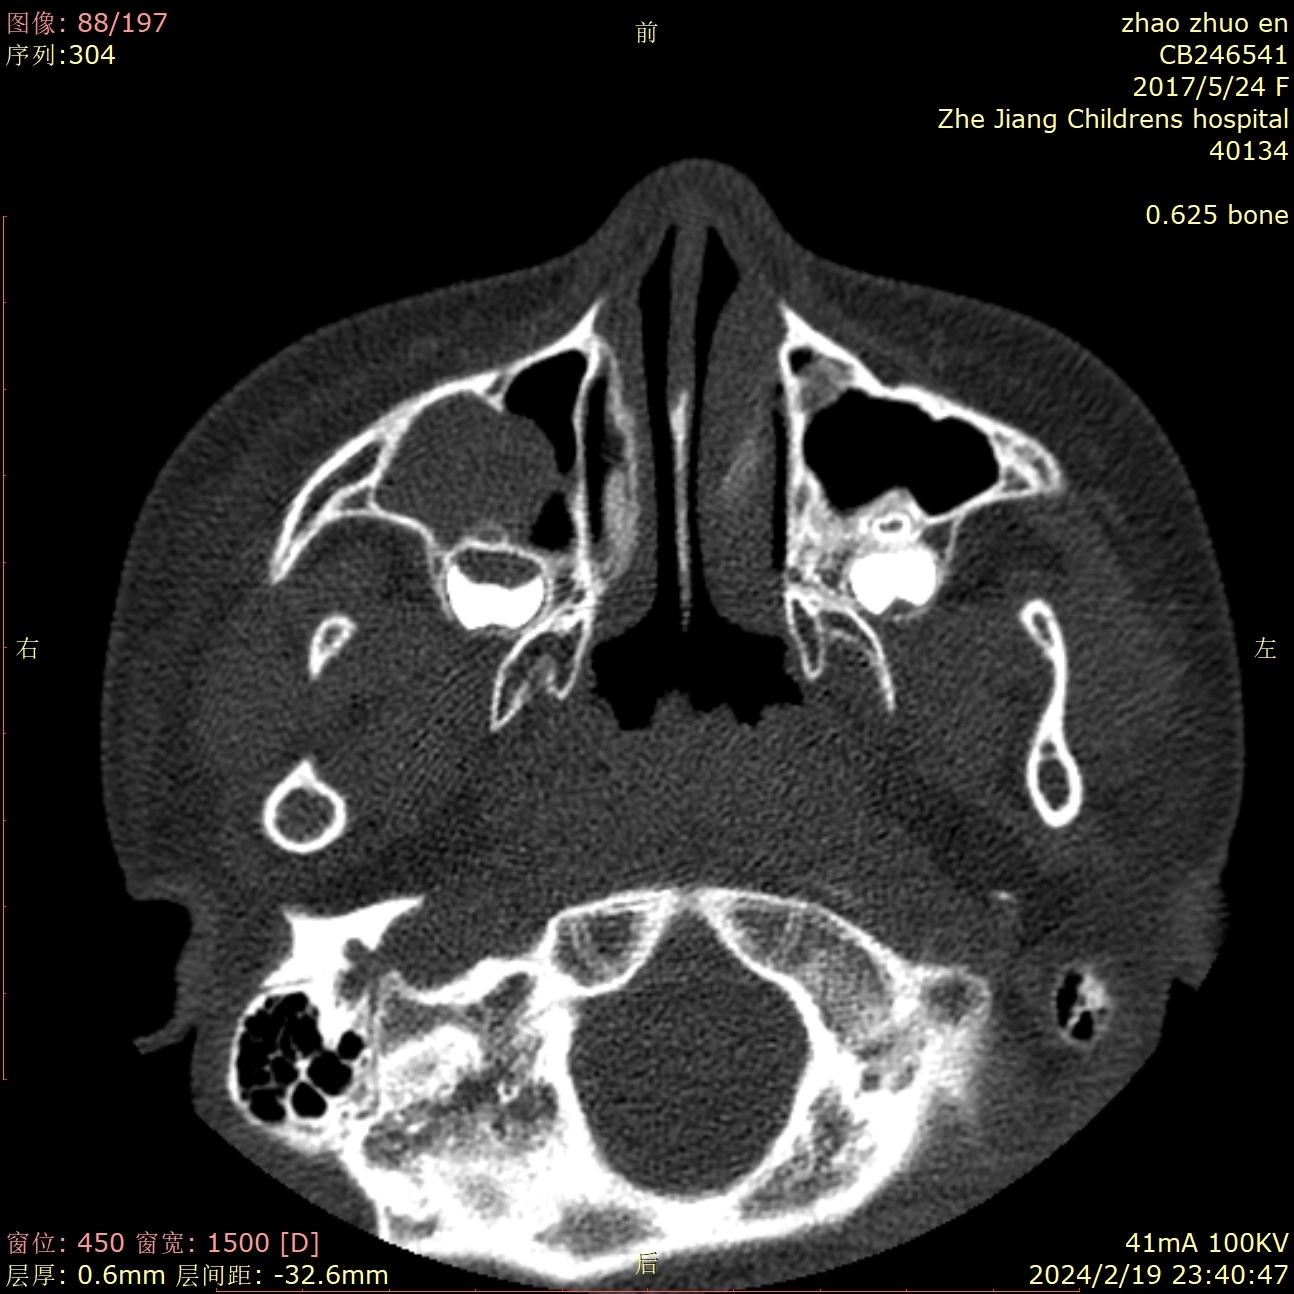 图像: 88/197
序列:304
前
zhao zhuo en
CB246541
2017/5/24 F
Zhe Jiang Childrens hospital
40134
0.625 bone
右
左
窗位: 450 窗宽: 1500 [D]
层厚: 0.6mm 层间距: -32.6mm
后
41mA 100KV
2024/2/19 23:40:47